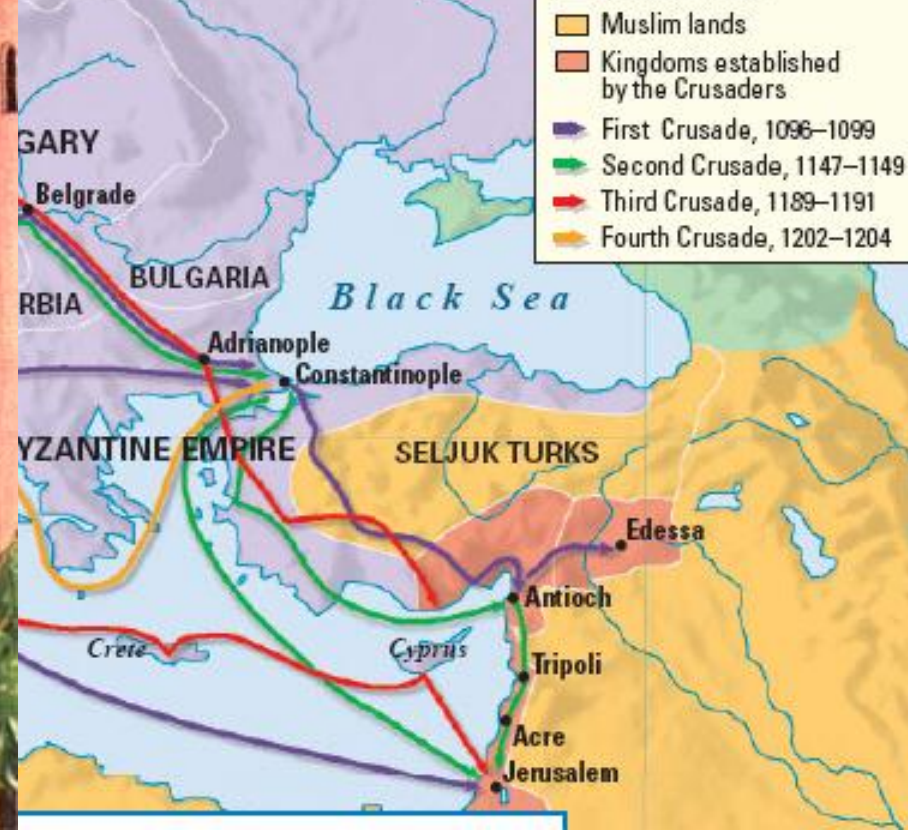 Muslim lands
Kingdoms established
by the Crusaders
First Crusade, 1096–1099
Second Crusade, 1147–1149
Third Crusade, 1189–1191
Fourth Crusade, 1202–1204
GARY
Belgrade
BULGARIA
RBIA
Black Sea
Adrianople
Constantinople
YZANTINE EMPIRE
SELJUK TURKS
Edessa
Antioch
Crete
Cyprus
Tripoli
Acre
Jerusalem